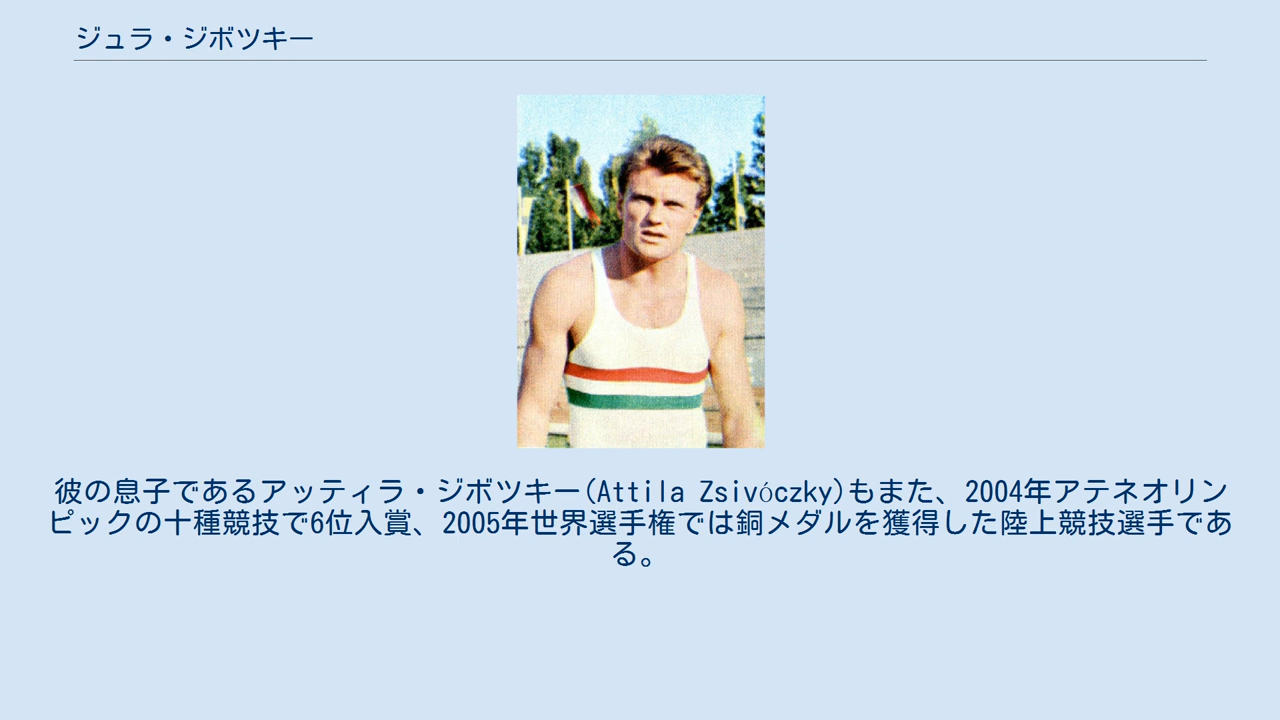 ジュラ・ジボツキー
彼の息子であるアッティラ・ジボツキー(Attila Zsivóczky)もまた、2004年アテネオリン
ピックの十種競技で6位入賞、2005年世界選手権では銅メダルを獲得した陸上競技選手であ
る。